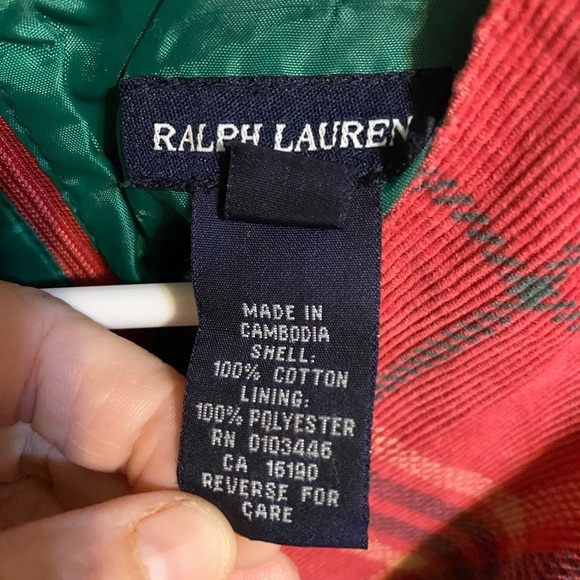 RALPH LAUREN
MADE IN
CAMBODIA
SHELL:
100% COTTON
LINING:
100% POLYESTER
RN 0103446
CA 16190
REVERSE FOR
CARE